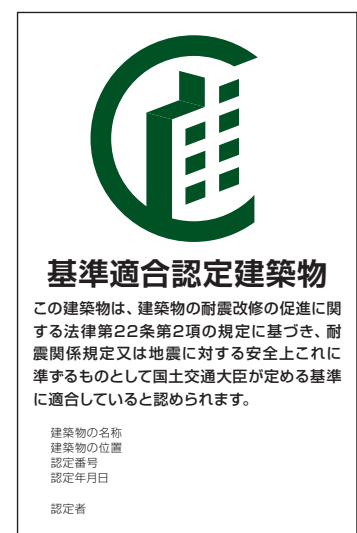 基準適合認定建築物
この建築物は、建築物の耐震改修の促進に関
する法律第22条第2項の規定に基づき、耐
震関係規定又は地震に対する安全上これに
準ずるものとして国土交通大臣が定める基準
に適合していると認められます。
建築物の名称
建築物の位置
認定番号
認定年月日
認定者